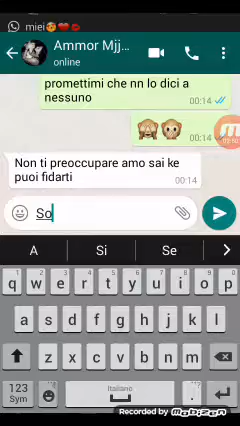 miei
Ammor Mjj...
online
promettimi che nn lo dici a
nessuno
00:14
00:14
Non ti preoccupare amo sai ke
puoi fidarti
00:14
So
A Si Se
q w e r t y u i o p
a s d f g h j k l
z x c v b n m
123
Sym
Italiano
Recorded by Mobizen